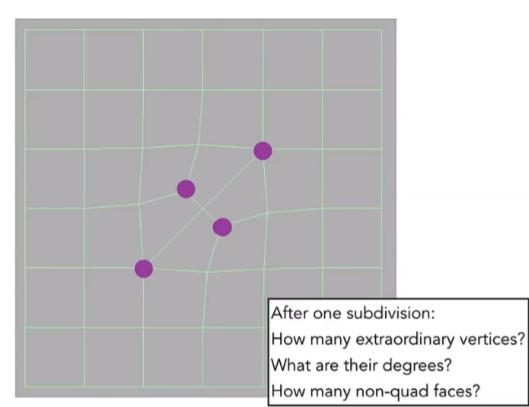 After one subdivision:
How many extraordinary vertices?
What are their degrees?
How many non-quad faces?